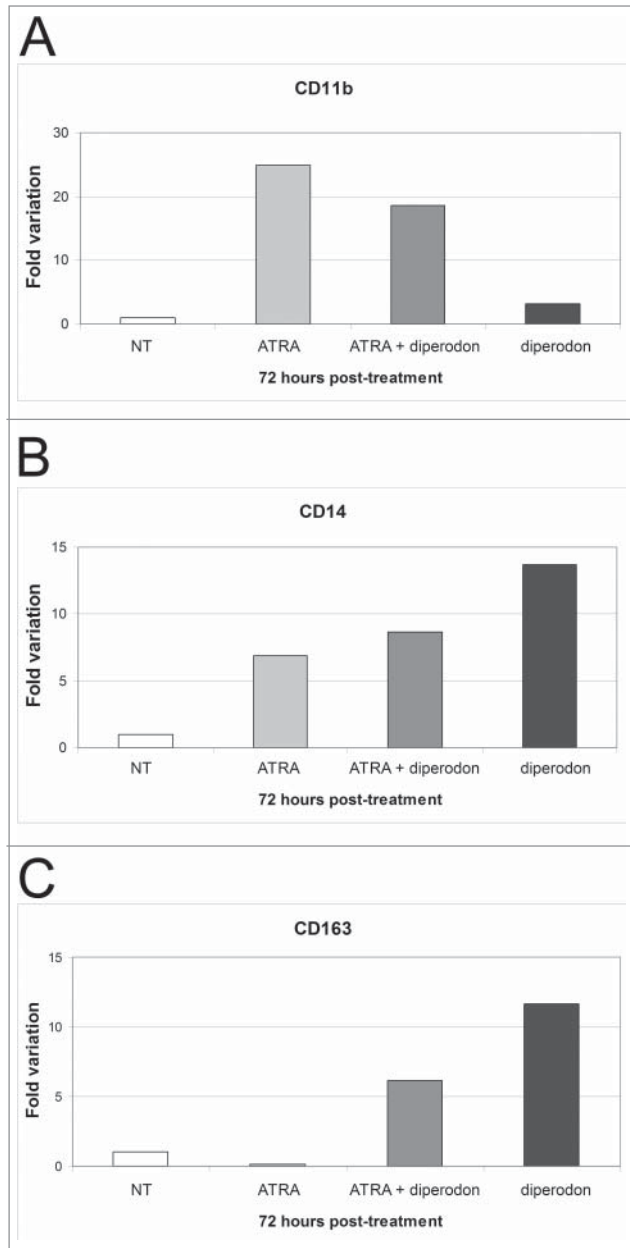 A
CD11b
Fold variation
30
20
10
0
NT ATRA ATRA + diperodon diperodon
72 hours post-treatment
B
CD14
Fold variation
15
10
5
0
NT ATRA ATRA + diperodon diperodon
72 hours post-treatment
C
CD163
Fold variation
15
10
5
0
NT ATRA ATRA + diperodon diperodon
72 hours post-treatment